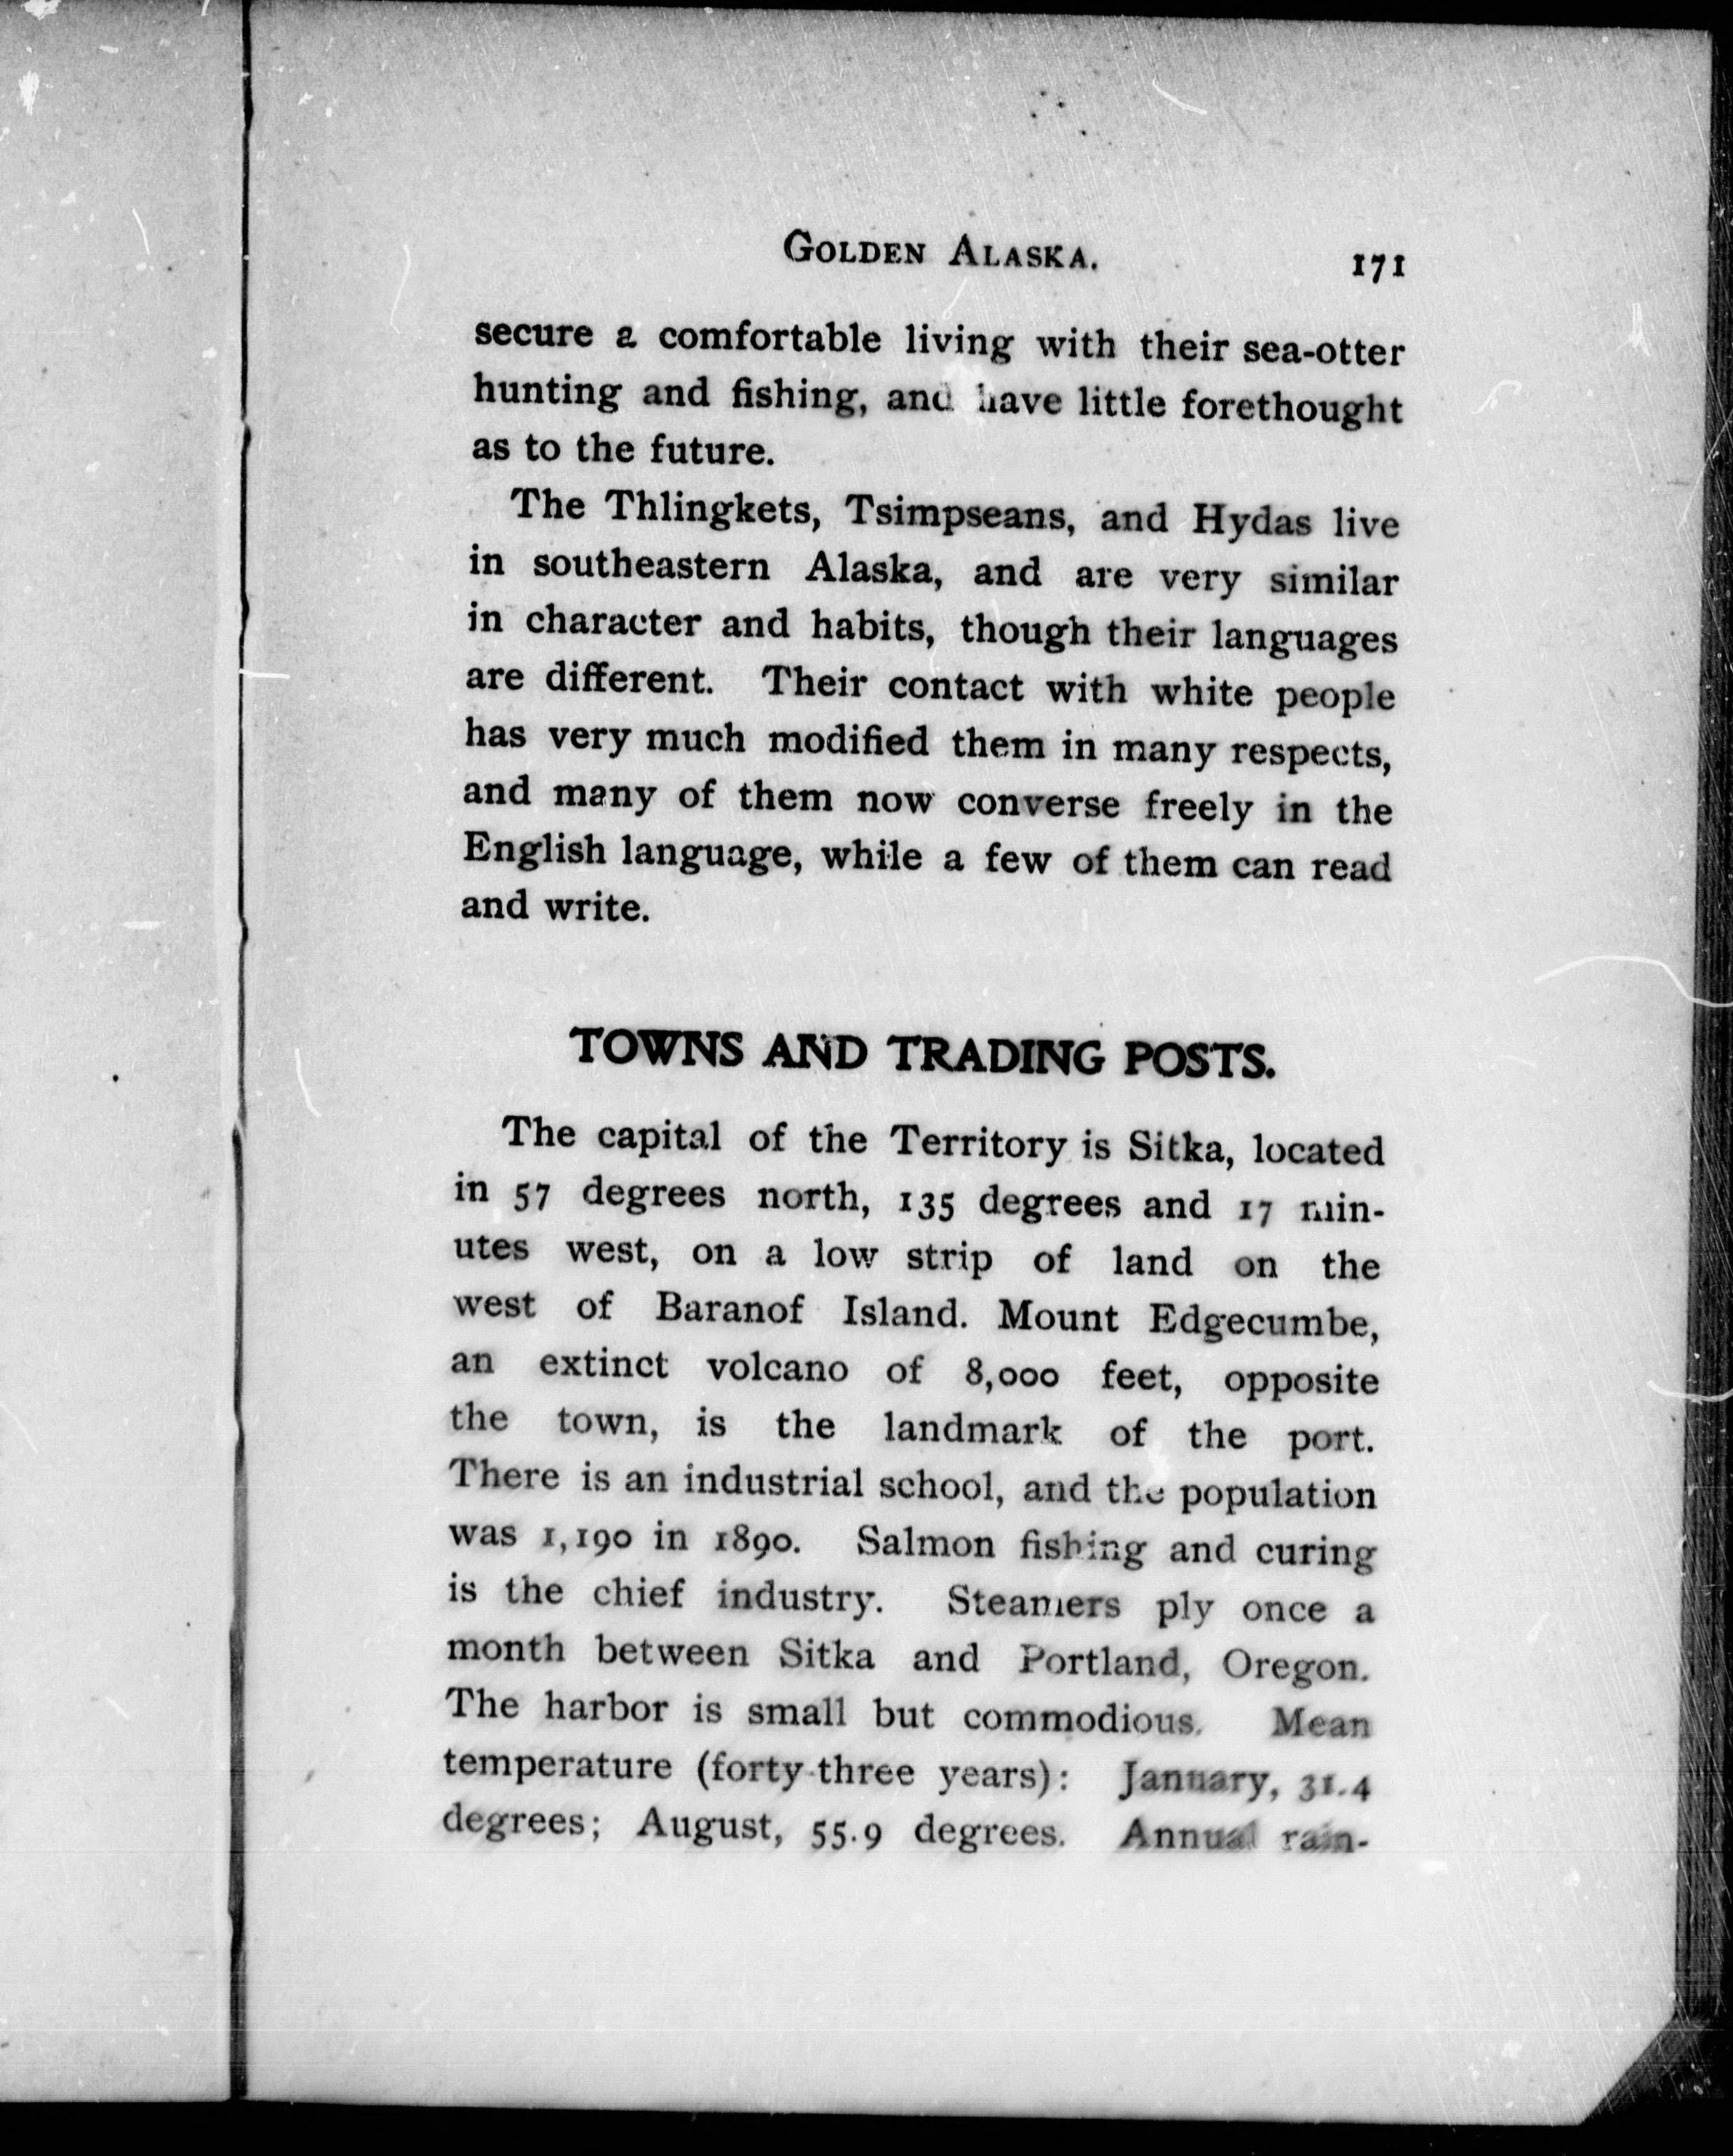 GOLDEN ALASKA. 171
secure a comfortable living with their sea-otter
hunting and fishing, and have little forethought
as to the future.
The Thlingkets, Tsimpseans, and Hydas live
in southeastern Alaska, and are very similar
in character and habits, though their languages
are different. Their contact with white people
has very much modified them in many respects,
and many of them now converse freely in the
English language, while a few of them can read
and write.
TOWNS AND TRADING POSTS.
The capital of the Territory is Sitka, located
in 57 degrees north, 135 degrees and 17 min-
utes west, on a low strip of land on the
west of Baranof Island. Mount Edgecumbe,
an extinct volcano of 8,000 feet, opposite
the town, is the landmark of the port.
There is an industrial school, and the population
was 1,190 in 1890. Salmon fishing and curing
is the chief industry. Steamers ply once a
month between Sitka and Portland, Oregon.
The harbor is small but commodious. Mean
temperature (forty-three years): January, 31.4
degrees; August, 55.9 degrees. Annual rain-